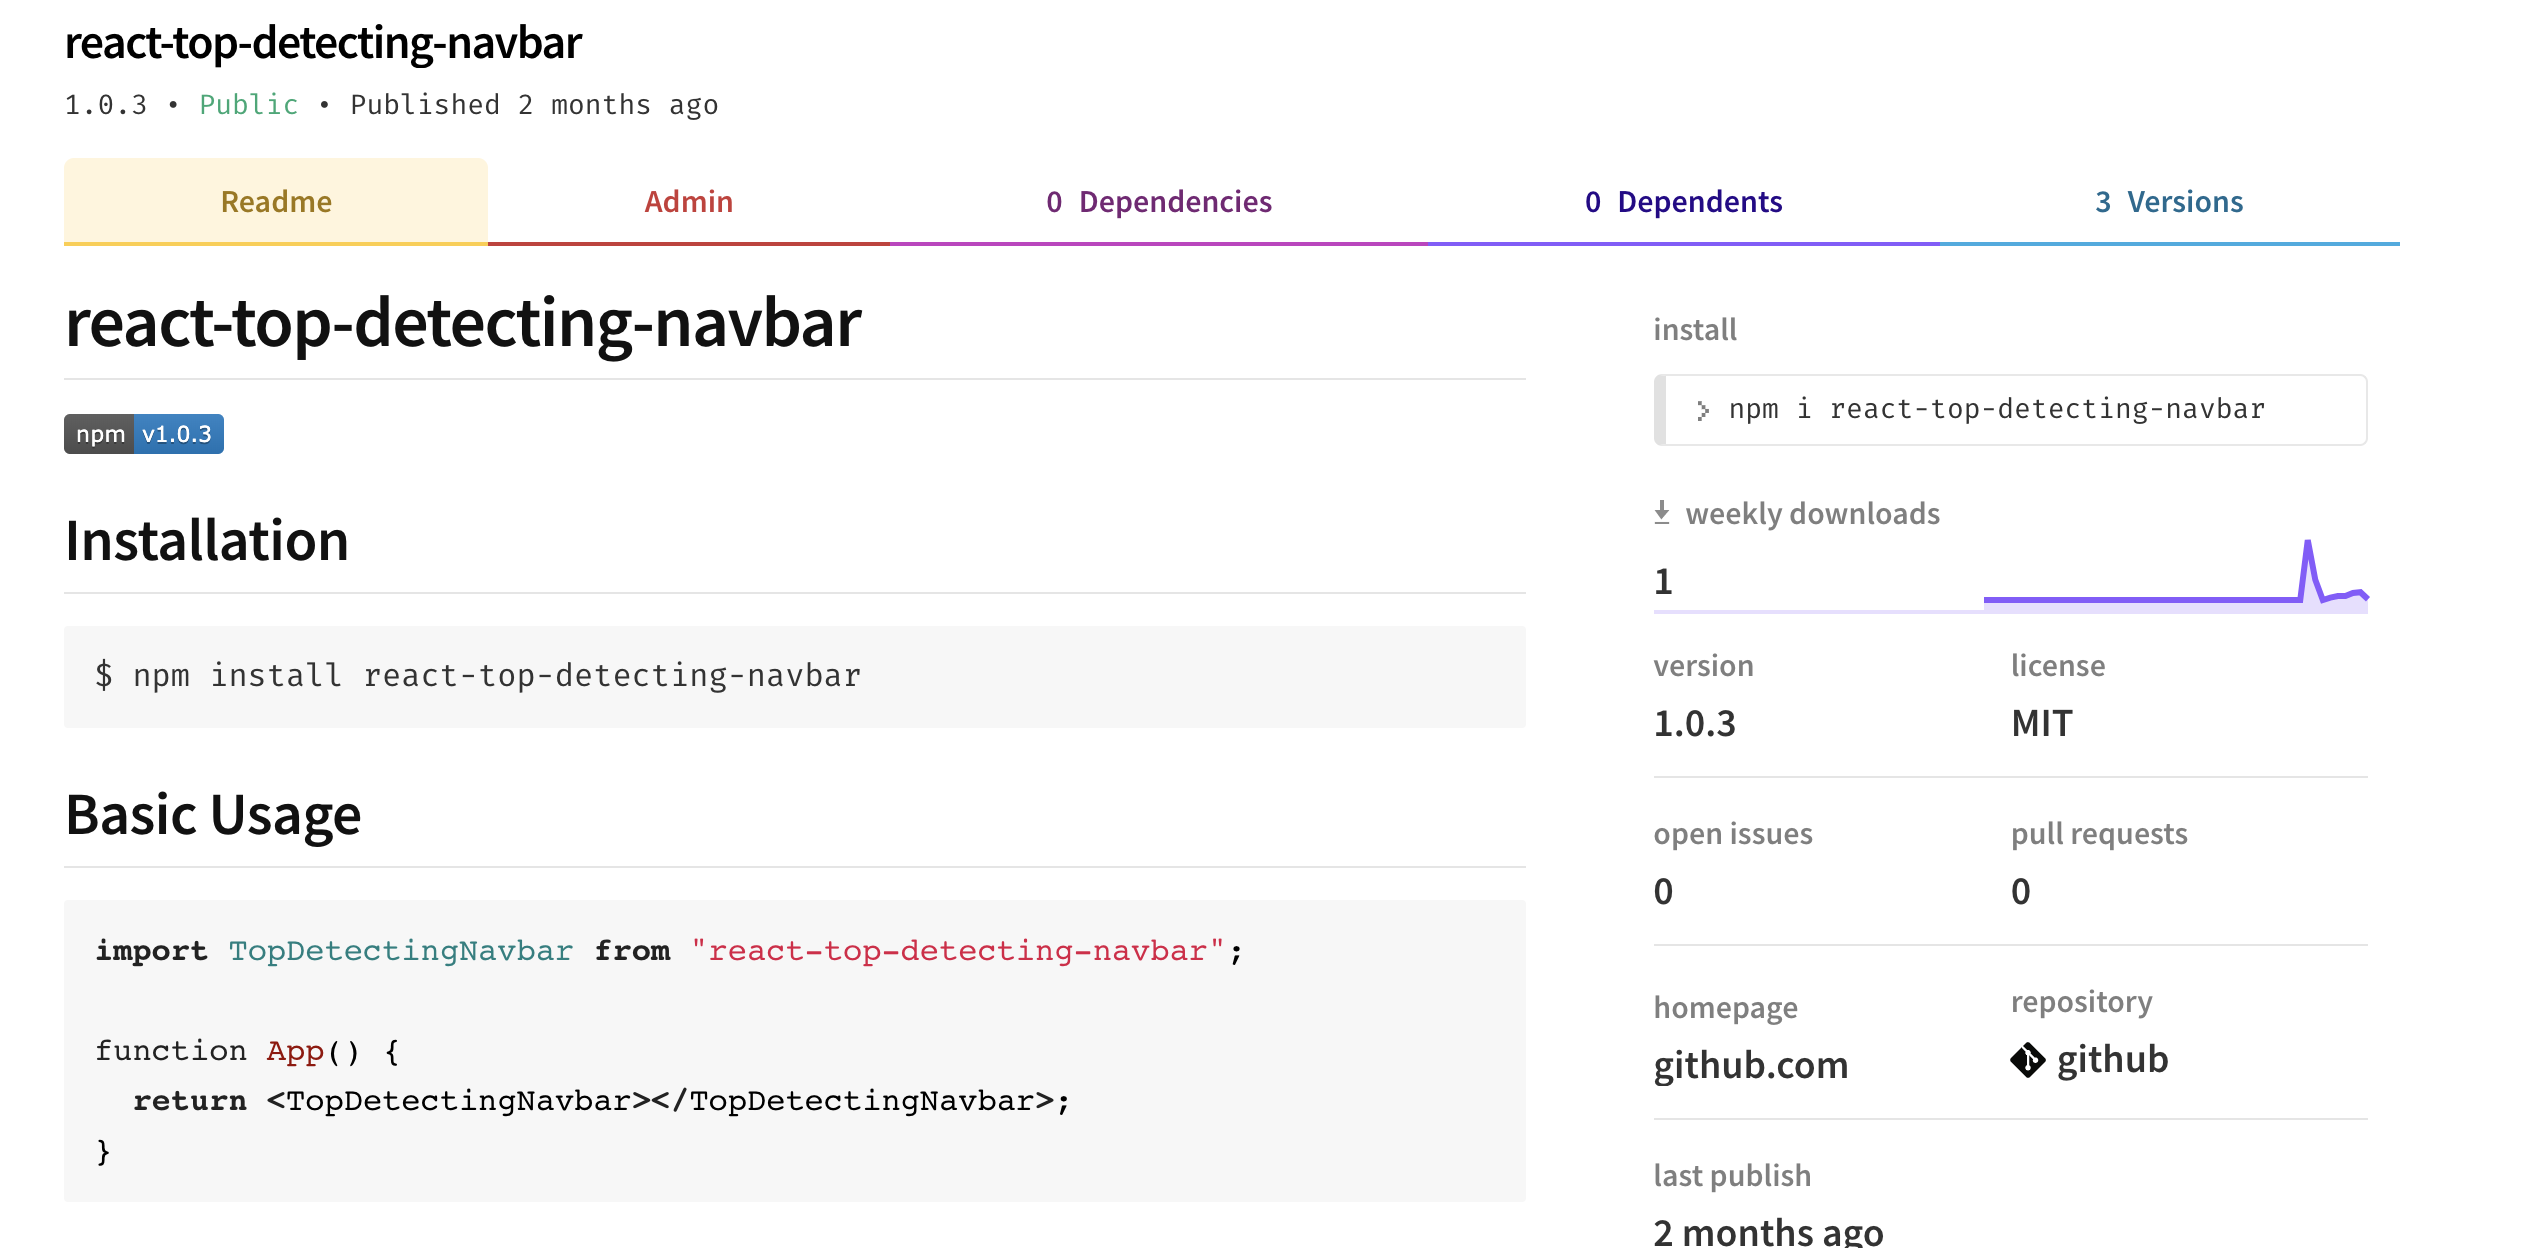 react-top-detecting-navbar
1.0.3 • Public • Published 2 months ago
Readme
Admin
0 Dependencies
0 Dependents
3 Versions
react-top-detecting-navbar
npm v1.0.3
Installation
$ npm install react-top-detecting-navbar
Basic Usage
import TopDetectingNavbar from "react-top-detecting-navbar";
function App() {
  return <TopDetectingNavbar></TopDetectingNavbar>;
}
install
npm i react-top-detecting-navbar
weekly downloads
1
version
1.0.3
license
MIT
open issues
0
pull requests
0
homepage
github.com
repository
github
last publish
2 months ago